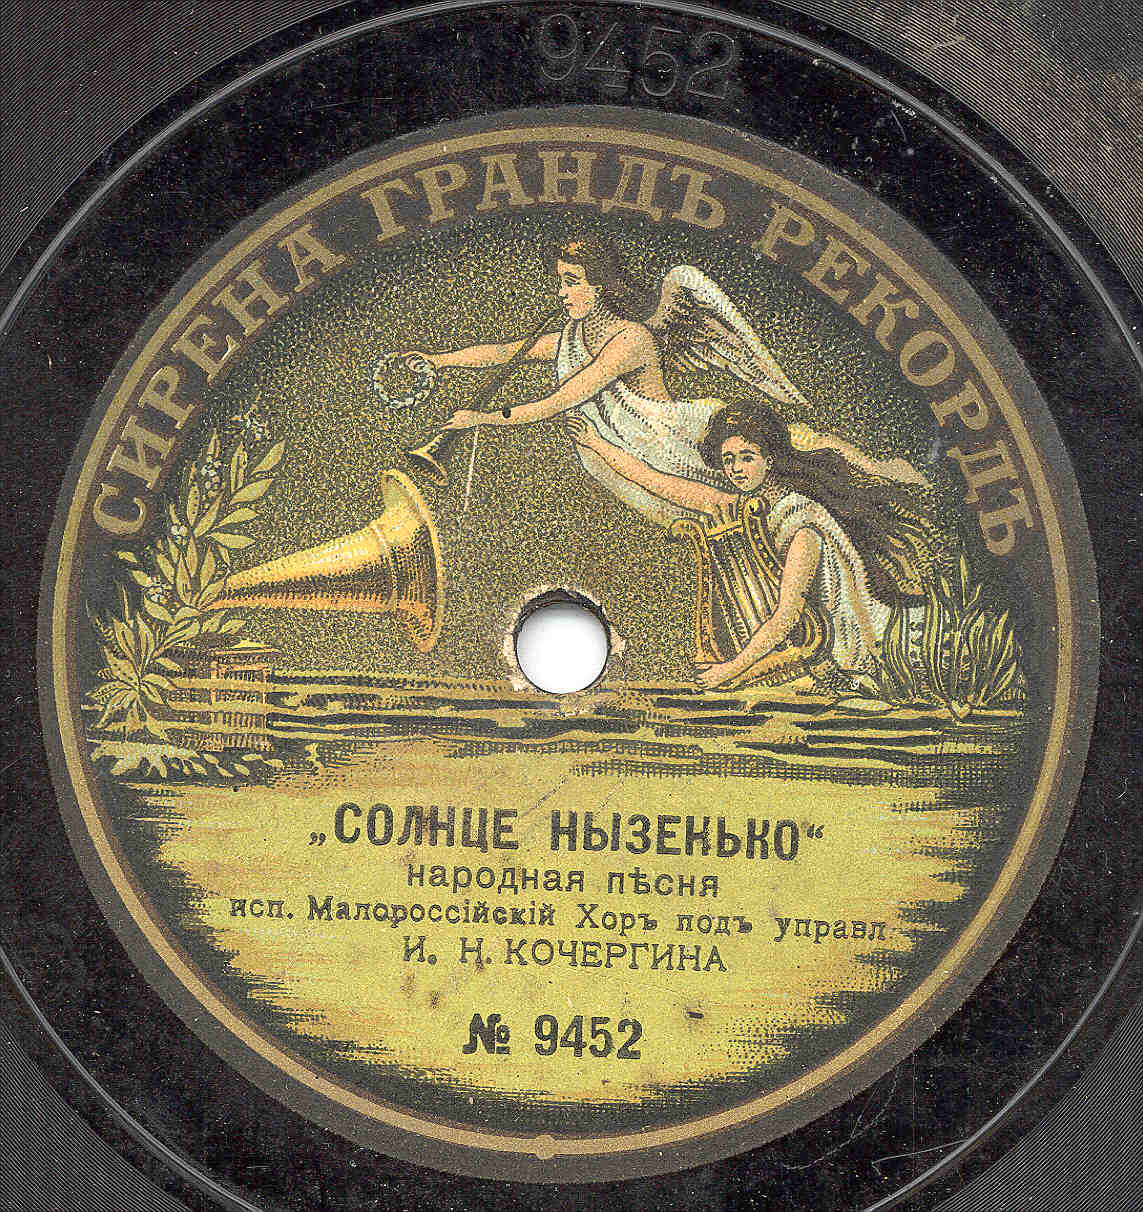 9452
СИРЕНА ГРАНДЪ РЕКОРДЪ
„СОЛНЦЕ НЫЗЕНЬКО“
народная пѣсня
исп. Малороссійскій Хоръ подъ управл.
И. Н. КОЧЕРГИНА
№ 9452